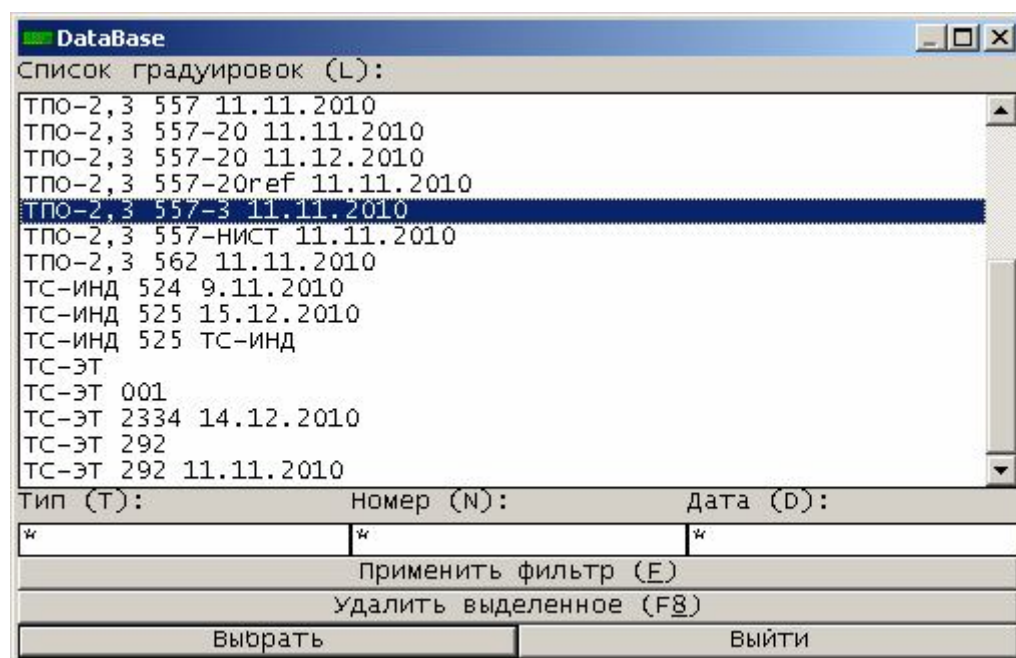 DataBase
Список градуировок (L):
ТПО-2,3 557 11.11.2010
ТПО-2,3 557-20 11.11.2010
ТПО-2,3 557-20 11.12.2010
ТПО-2,3 557-20ref 11.11.2010
ТПО-2,3 557-3 11.11.2010
ТПО-2,3 557-НИСТ 11.11.2010
ТПО-2,3 562 11.11.2010
ТС-ИНД 524 9.11.2010
ТС-ИНД 525 15.12.2010
ТС-ИНД 525 ТС-ИНД
ТС-ЭТ
ТС-ЭТ 001
ТС-ЭТ 2334 14.12.2010
ТС-ЭТ 292
ТС-ЭТ 292 11.11.2010
Тип (T): Номер (N): Дата (D):
* * *
Применить фильтр (F)
Удалить выделенное (F8)
Выбрать Выйти